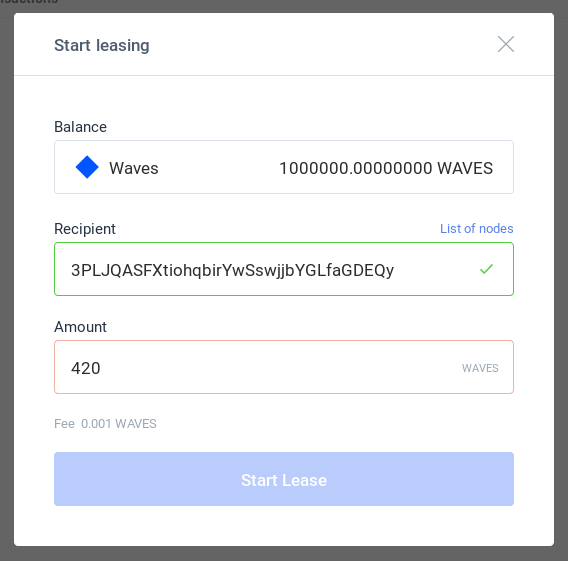 Start leasing
Balance
Waves 1000000.00000000 WAVES
Recipient List of nodes
3PLJQASFXtiohqbirYwSswjjbYGLfaGDEQy
Amount
420 WAVES
Fee 0.001 WAVES
Start Lease